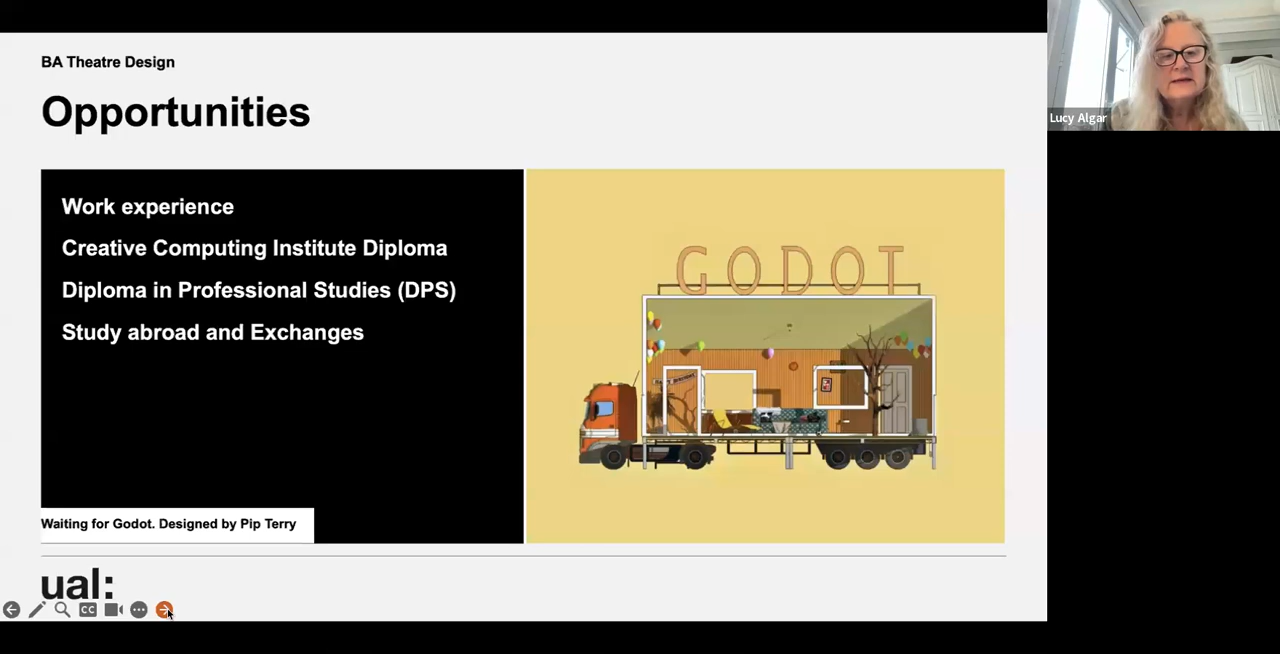 BA Theatre Design
Opportunities
Work experience
Creative Computing Institute Diploma
Diploma in Professional Studies (DPS)
Study abroad and Exchanges
GODOT
Waiting for Godot. Designed by Pip Terry
ual:
CC
Lucy Algar